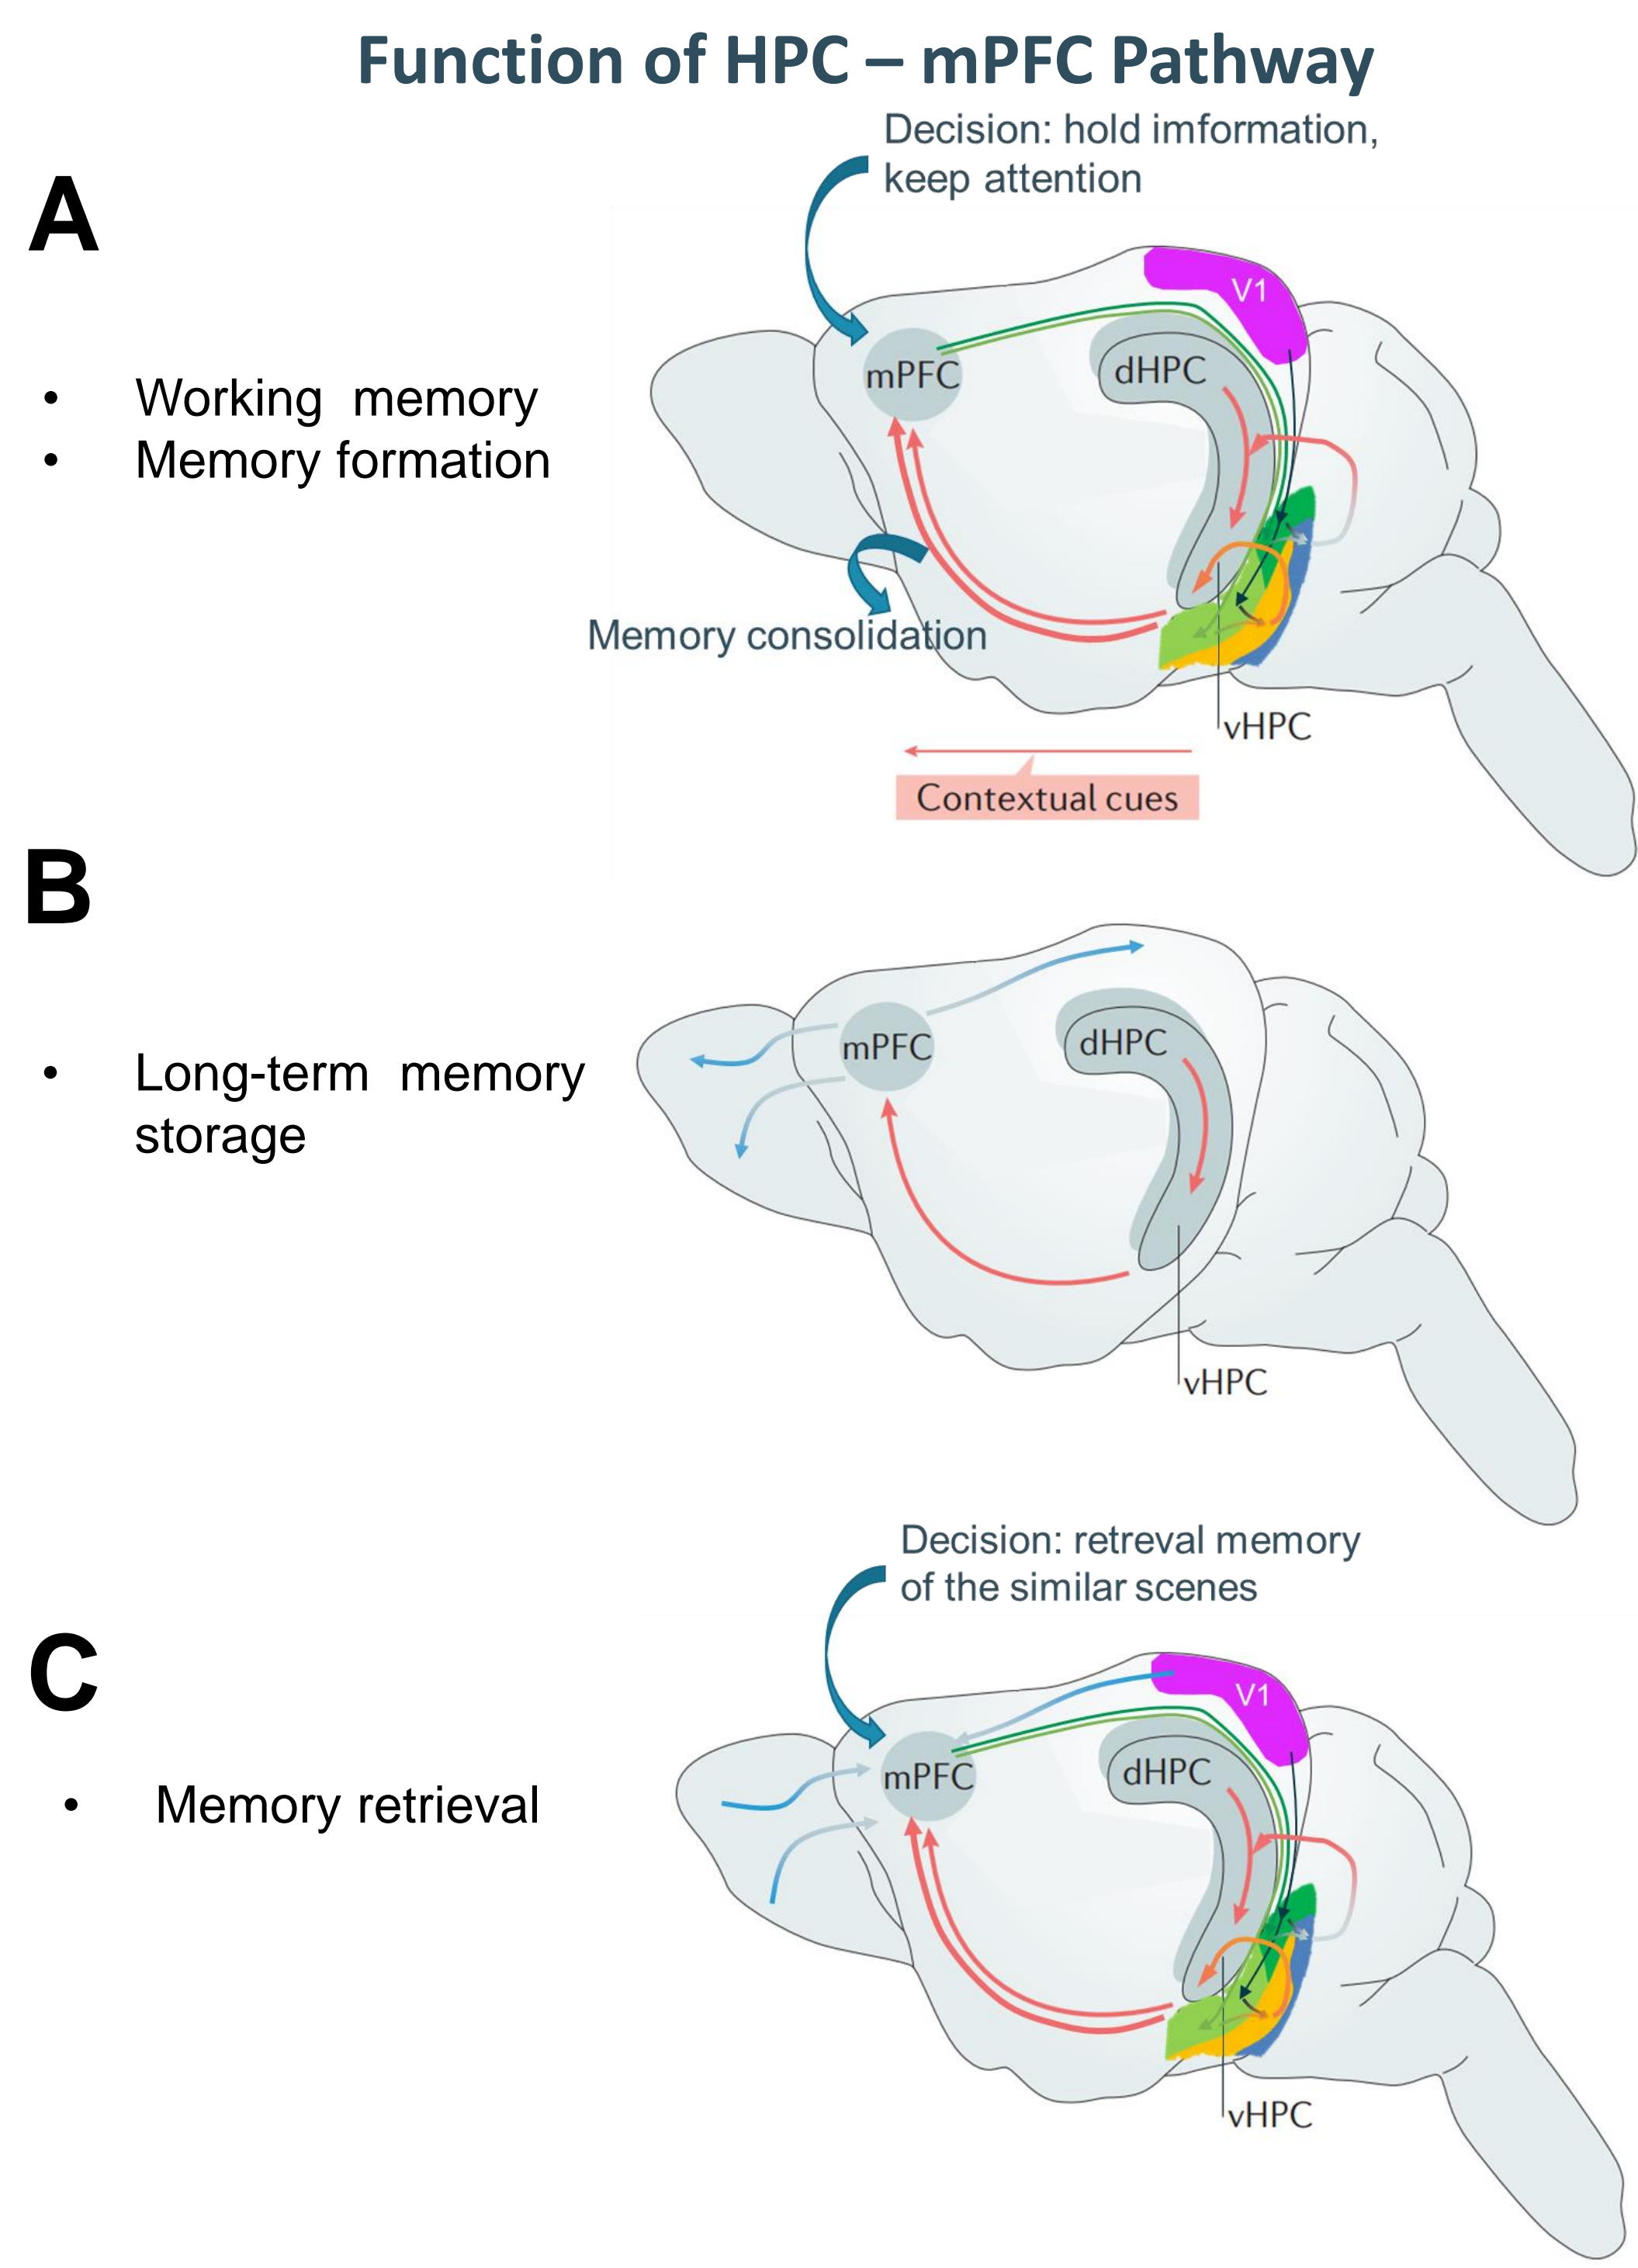 Function of HPC – mPFC Pathway
Decision: hold imformation,
keep attention
A
V1
mPFC
dHPC
• Working memory
• Memory formation
Memory consolidation
vHPC
Contextual cues
B
mPFC
dHPC
• Long-term memory
storage
vHPC
Decision: retreval memory
of the similar scenes
C
V1
mPFC
dHPC
• Memory retrieval
vHPC